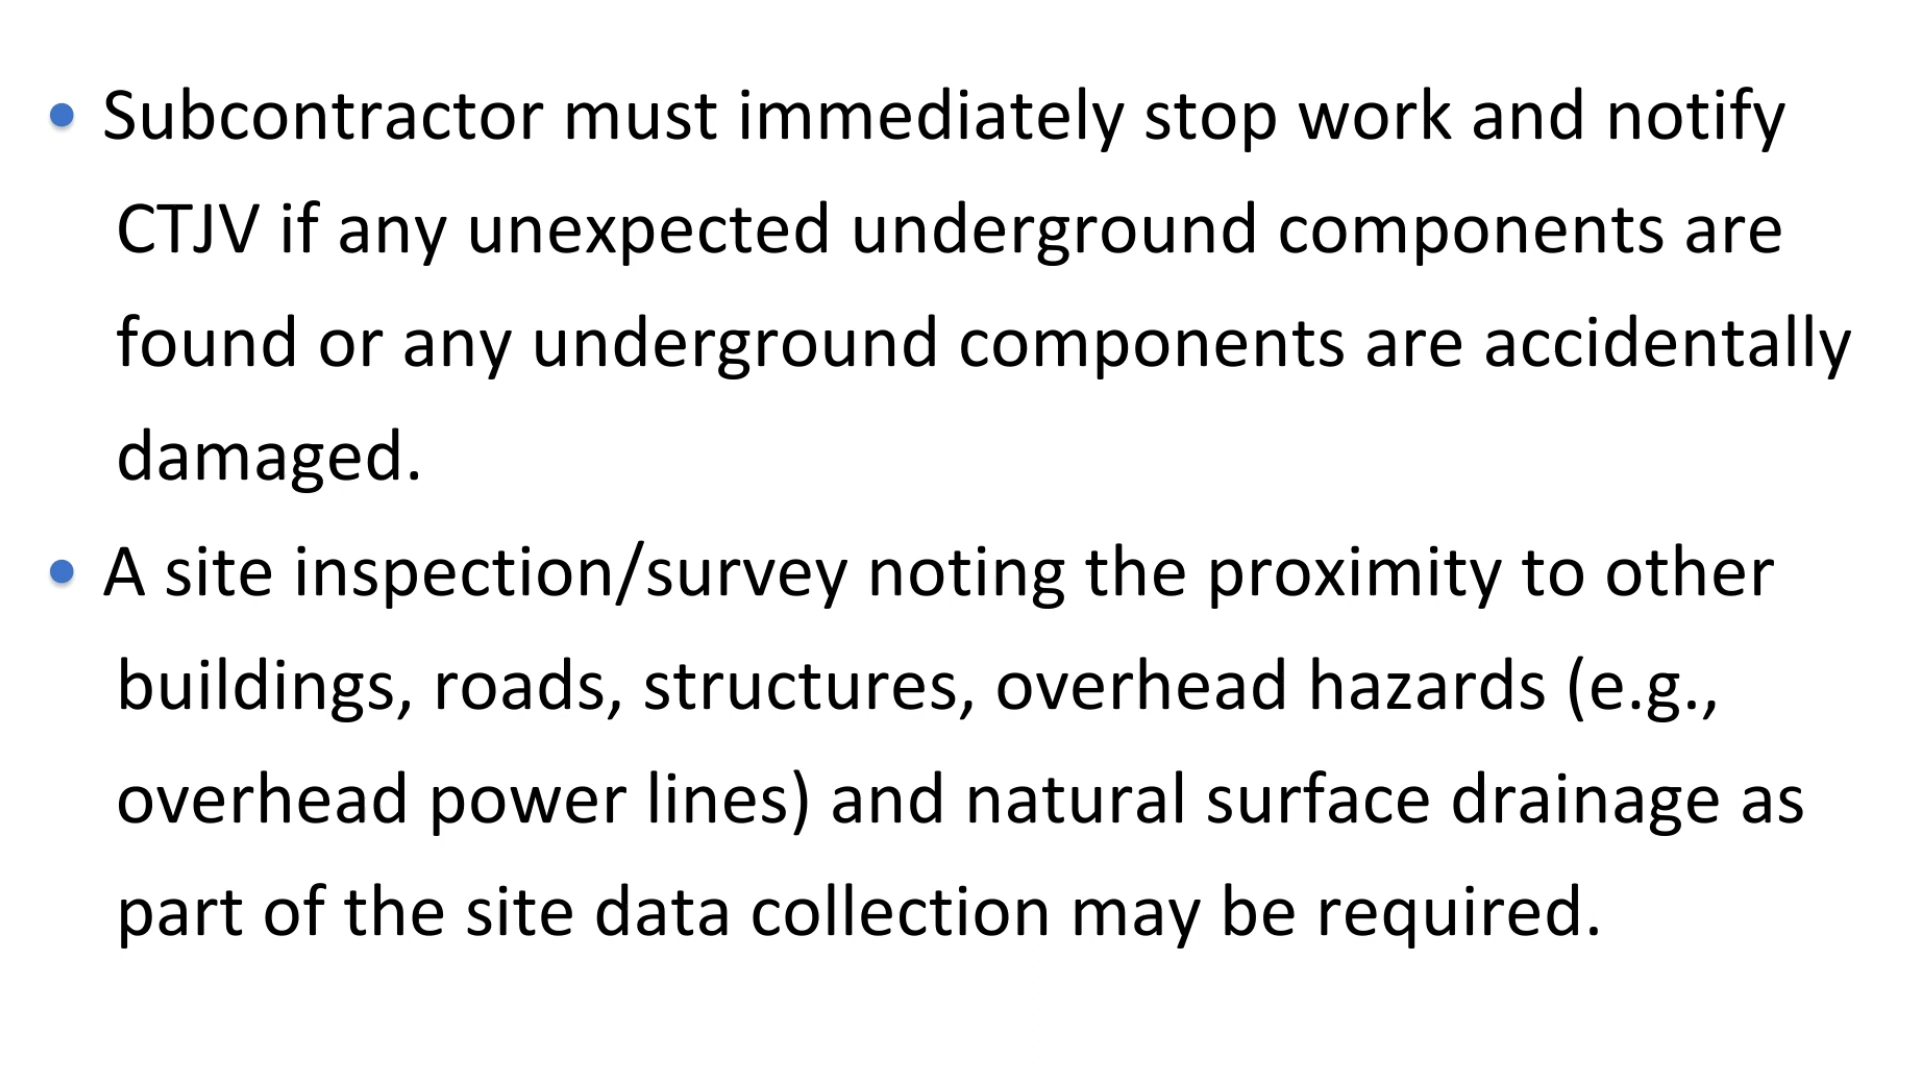 • Subcontractor must immediately stop work and notify
CTJV if any unexpected underground components are
found or any underground components are accidentally
damaged.
• A site inspection/survey noting the proximity to other
buildings, roads, structures, overhead hazards (e.g.,
overhead power lines) and natural surface drainage as
part of the site data collection may be required.